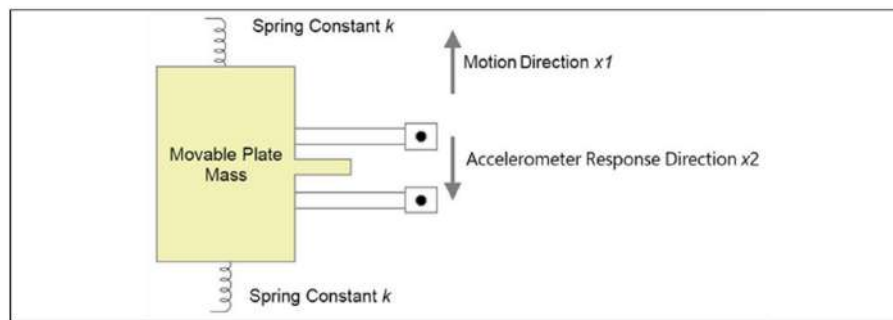 Spring Constant k
Motion Direction x1
Movable Plate
Mass
Accelerometer Response Direction x2
Spring Constant k